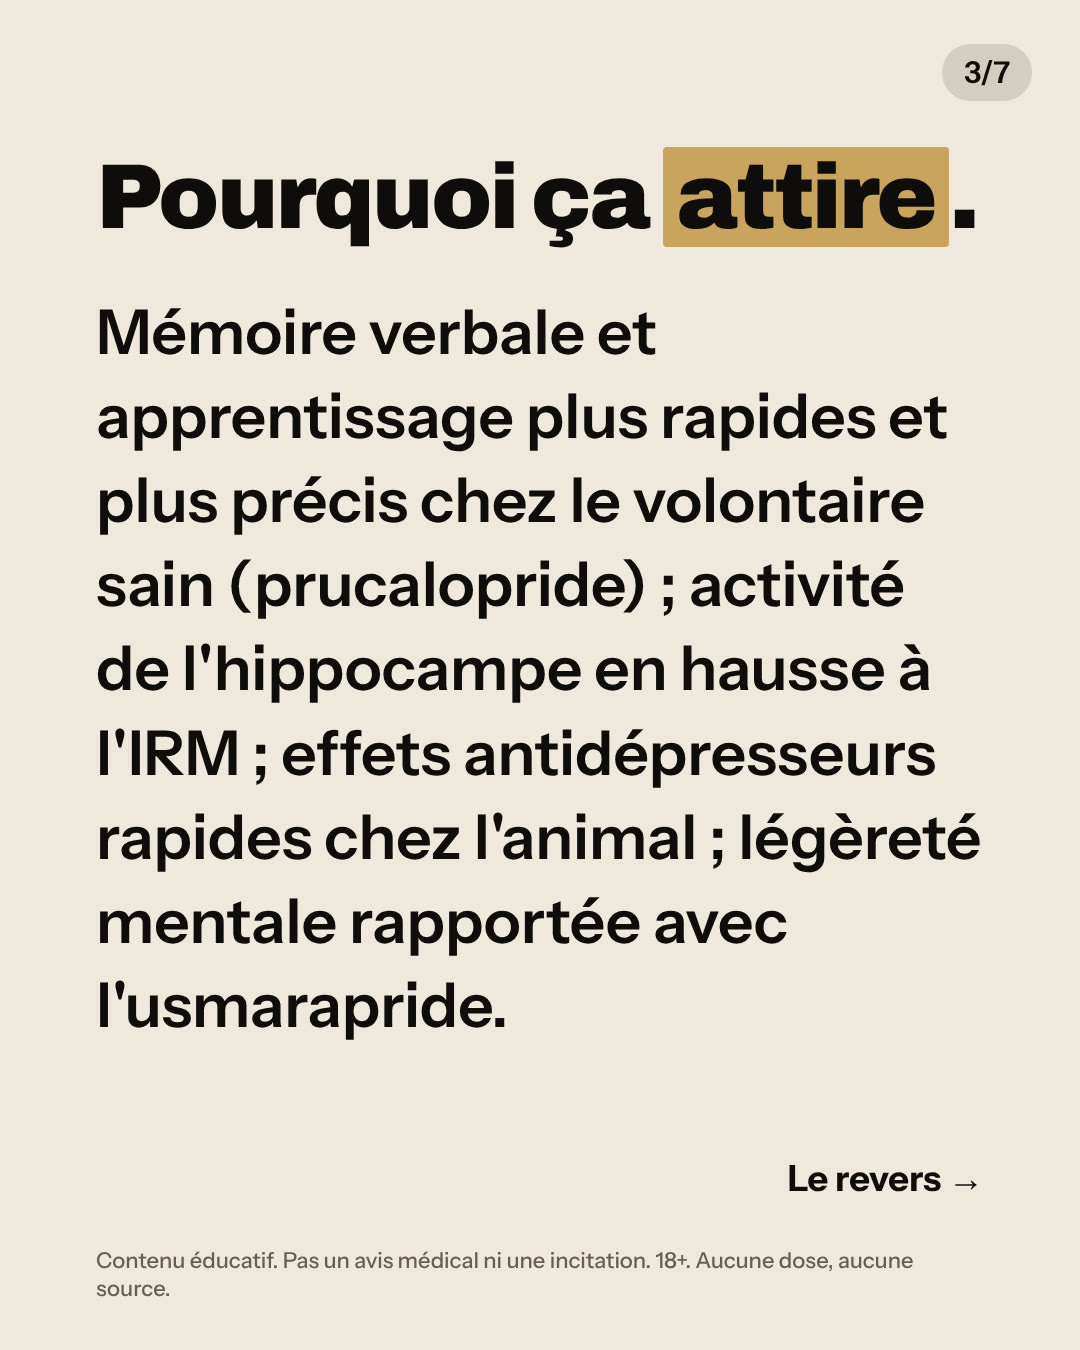 3/7
Pourquoi ça attire.
Mémoire verbale et
apprentissage plus rapides et
plus précis chez le volontaire
sain (prucalopride) ; activité
de l'hippocampe en hausse à
l'IRM ; effets antidépresseurs
rapides chez l'animal ; légèreté
mentale rapportée avec
l'usmarapride.
Le revers →
Contenu éducatif. Pas un avis médical ni une incitation. 18+. Aucune dose, aucune
source.